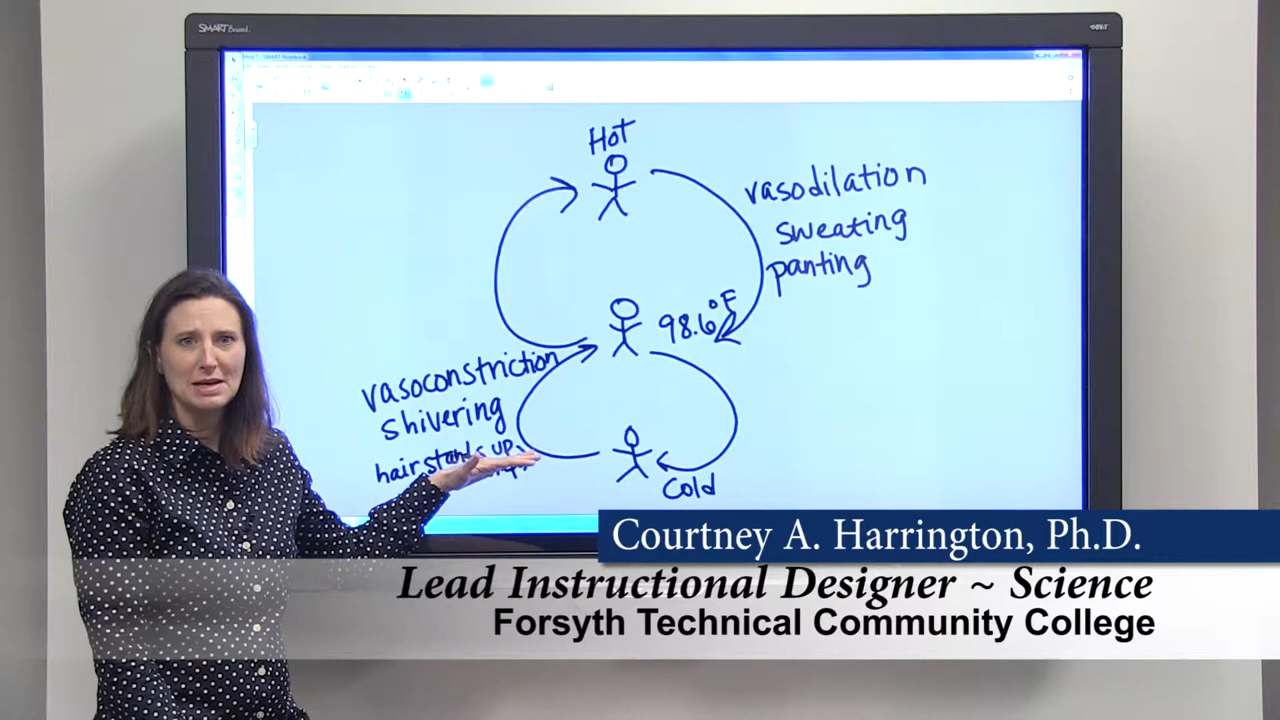 SMART Board
Hot
vasodilation
sweating
panting
98.6°F
vasoconstriction
shivering
hair stands up
Cold
Courtney A. Harrington, Ph.D.
Lead Instructional Designer ~ Science
Forsyth Technical Community College